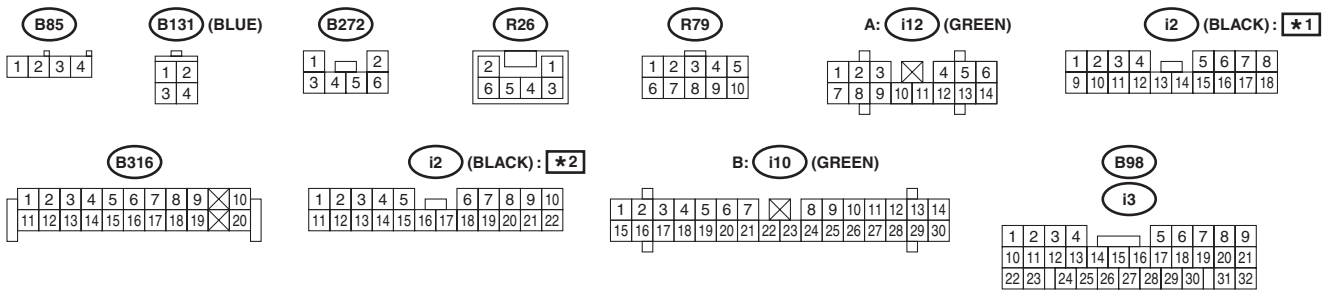 B85 B131 (BLUE) B272 R26 R79 A: i12 (GREEN) i2 (BLACK) : *1
1 2 3 4
1 2
3 4
1 2
3 4 5 6
2 1
6 5 4 3
1 2 3 4 5
6 7 8 9 10
1 2 3 4 5 6
7 8 9 10 11 12 13 14
1 2 3 4 5 6 7 8
9 10 11 12 13 14 15 16 17 18
B316 i2 (BLACK) : *2 B: i10 (GREEN) B98
i3
1 2 3 4 5 6 7 8 9 10
11 12 13 14 15 16 17 18 19 20
1 2 3 4 5 6 7 8 9 10
11 12 13 14 15 16 17 18 19 20 21 22
1 2 3 4 5 6 7 8 9 10 11 12 13 14
15 16 17 18 19 20 21 22 23 24 25 26 27 28 29 30
1 2 3 4 5 6 7 8 9
10 11 12 13 14 15 16 17 18 19 20 21
22 23 24 25 26 27 28 29 30 31 32